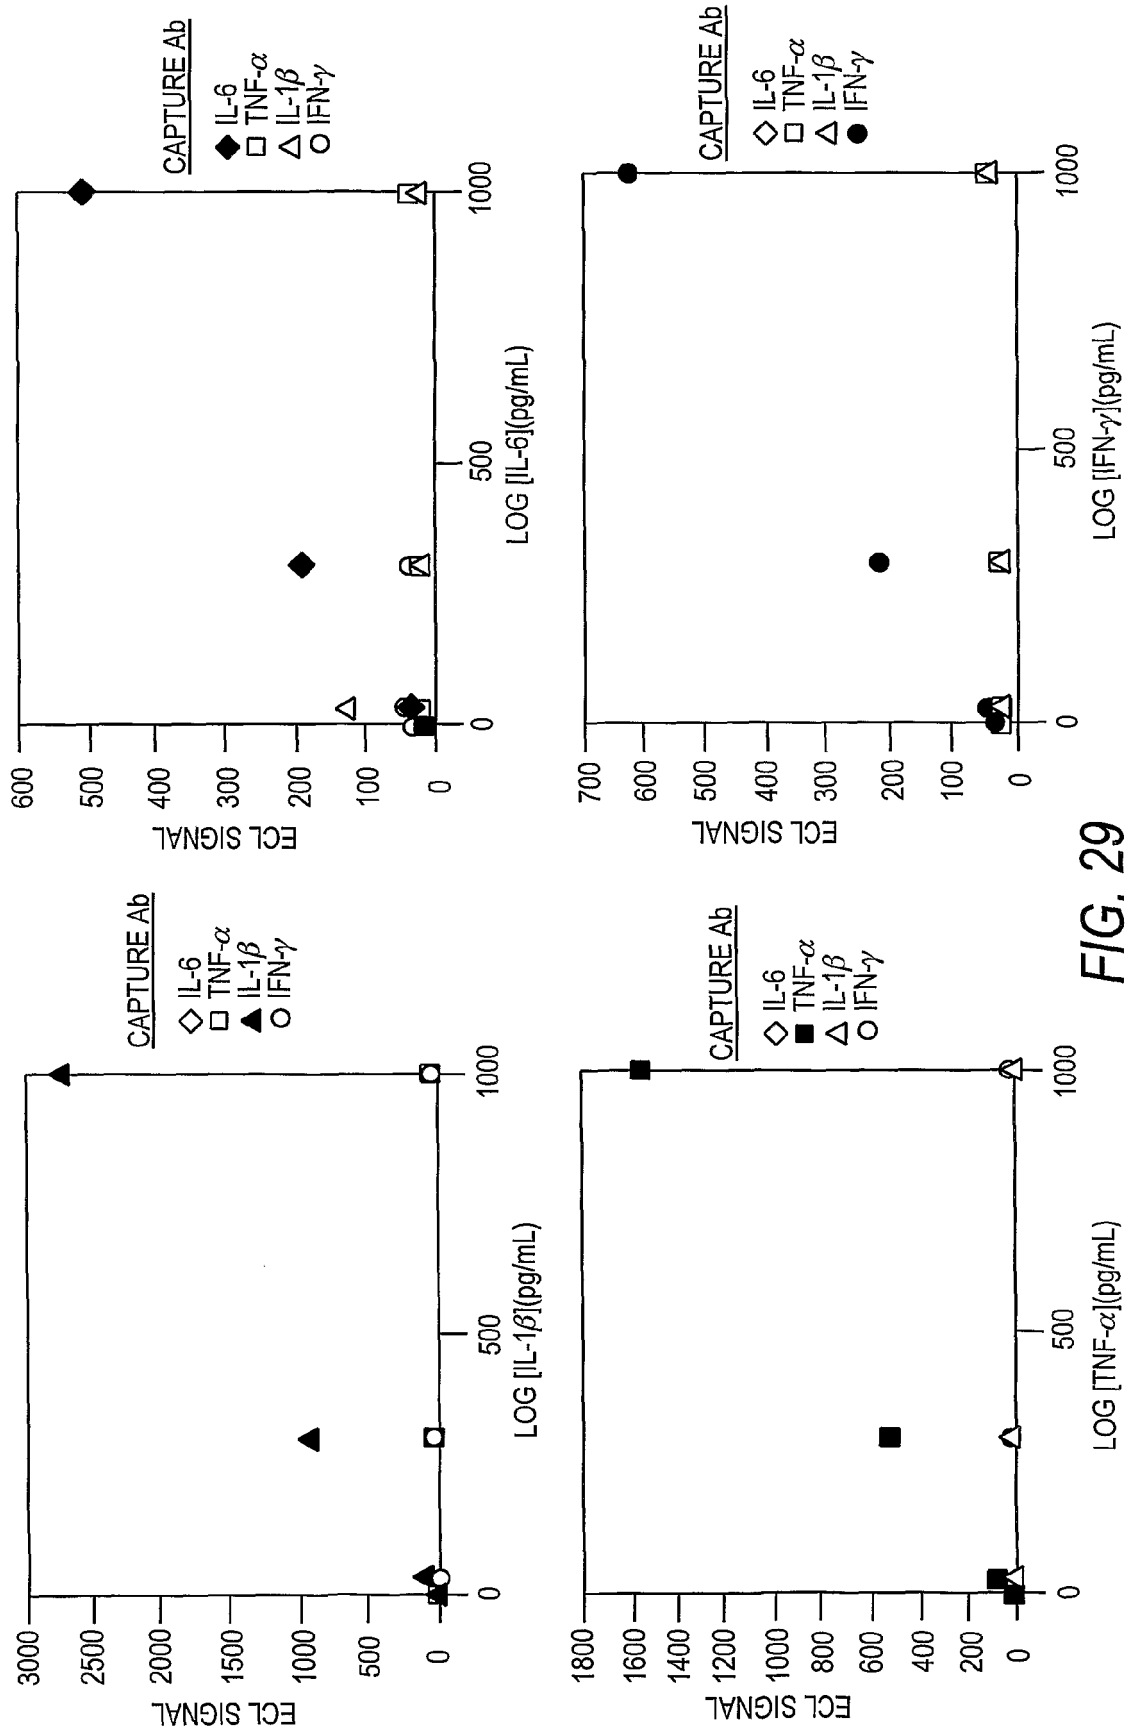 3000
2500
2000
1500
1000
500
0
ECL SIGNAL
0
500
1000
LOG [IL-1β](pg/mL)
CAPTURE Ab
IL-6
TNF-α
IL-1β
IFN-γ
600
500
400
300
200
100
0
ECL SIGNAL
0
500
1000
LOG [IL-6](pg/mL)
CAPTURE Ab
IL-6
TNF-α
IL-1β
IFN-γ
1800
1600
1400
1200
1000
800
600
400
200
0
ECL SIGNAL
0
500
1000
LOG [TNF-α](pg/mL)
CAPTURE Ab
IL-6
TNF-α
IL-1β
IFN-γ
700
600
500
400
300
200
100
0
ECL SIGNAL
0
500
1000
LOG [IFN-γ](pg/mL)
CAPTURE Ab
IL-6
TNF-α
IL-1β
IFN-γ
FIG. 29